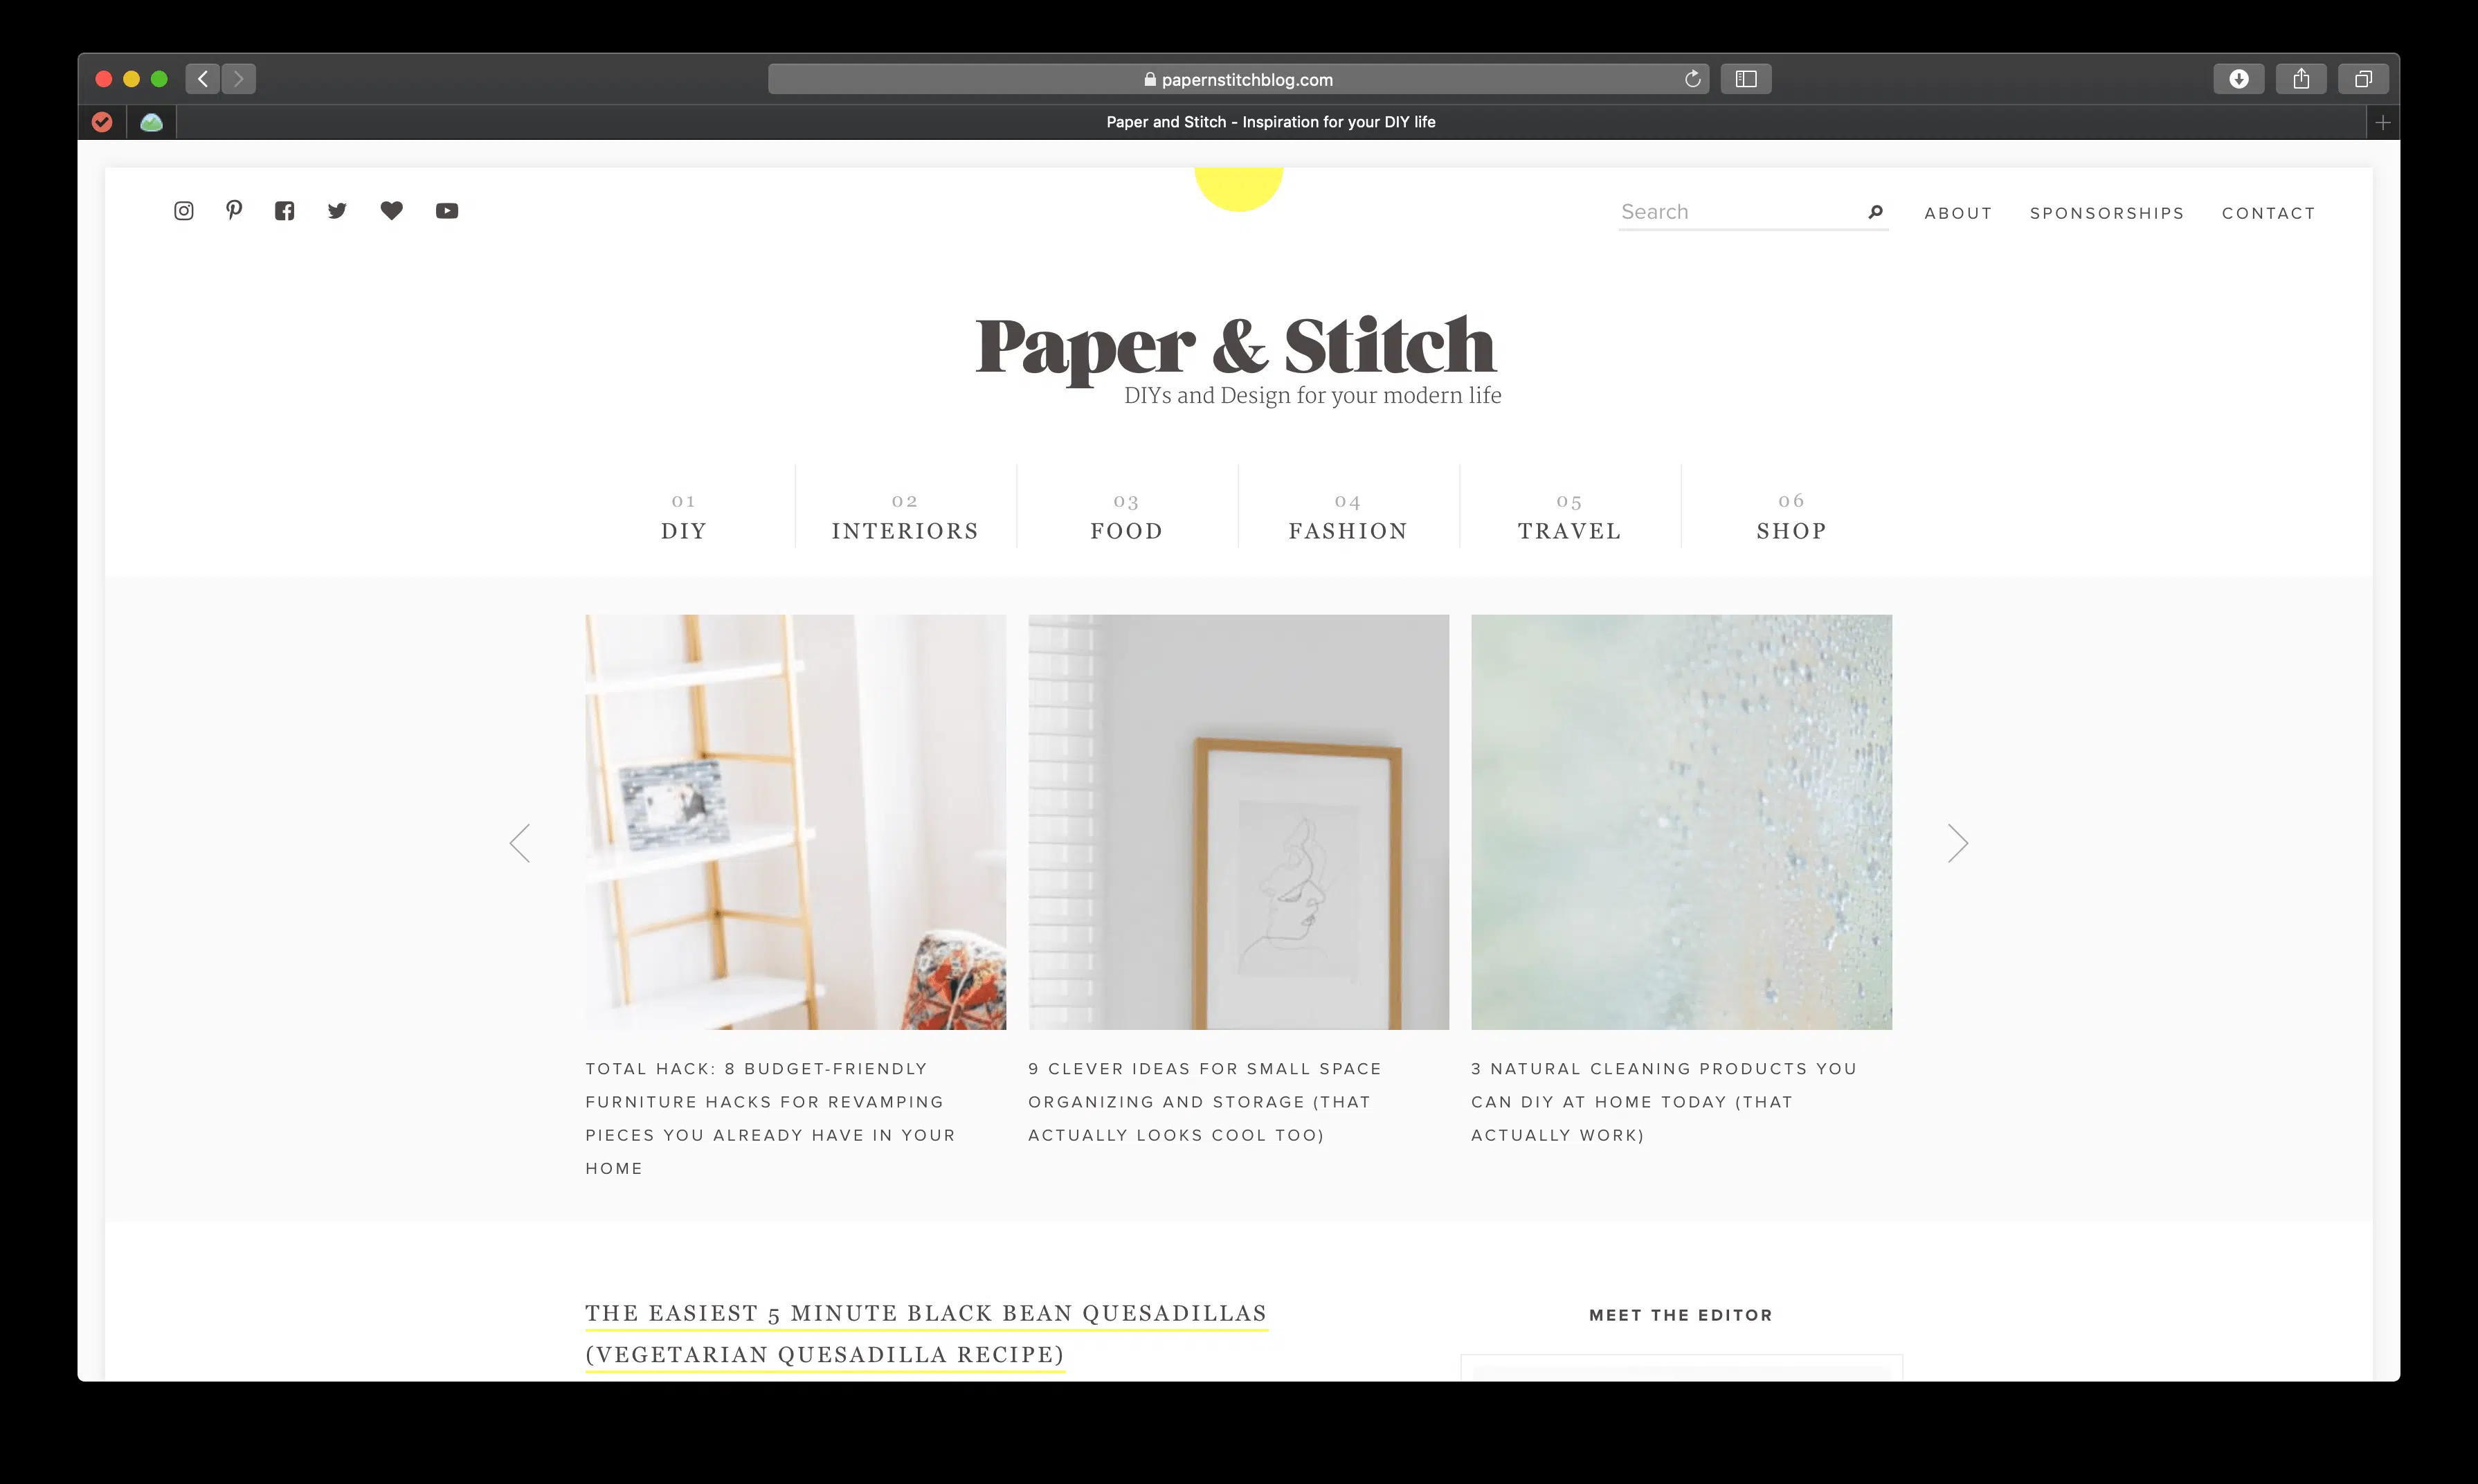 papernstitchblog.com
Paper and Stitch - Inspiration for your DIY life
Search
ABOUT
SPONSORSHIPS
CONTACT
Paper & Stitch
DIYs and Design for your modern life
01
DIY
02
INTERIORS
03
FOOD
04
FASHION
05
TRAVEL
06
SHOP
TOTAL HACK: 8 BUDGET-FRIENDLY
FURNITURE HACKS FOR REVAMPING
PIECES YOU ALREADY HAVE IN YOUR
HOME
9 CLEVER IDEAS FOR SMALL SPACE
ORGANIZING AND STORAGE (THAT
ACTUALLY LOOKS COOL TOO)
3 NATURAL CLEANING PRODUCTS YOU
CAN DIY AT HOME TODAY (THAT
ACTUALLY WORK)
THE EASIEST 5 MINUTE BLACK BEAN QUESADILLAS
(VEGETARIAN QUESADILLA RECIPE)
MEET THE EDITOR